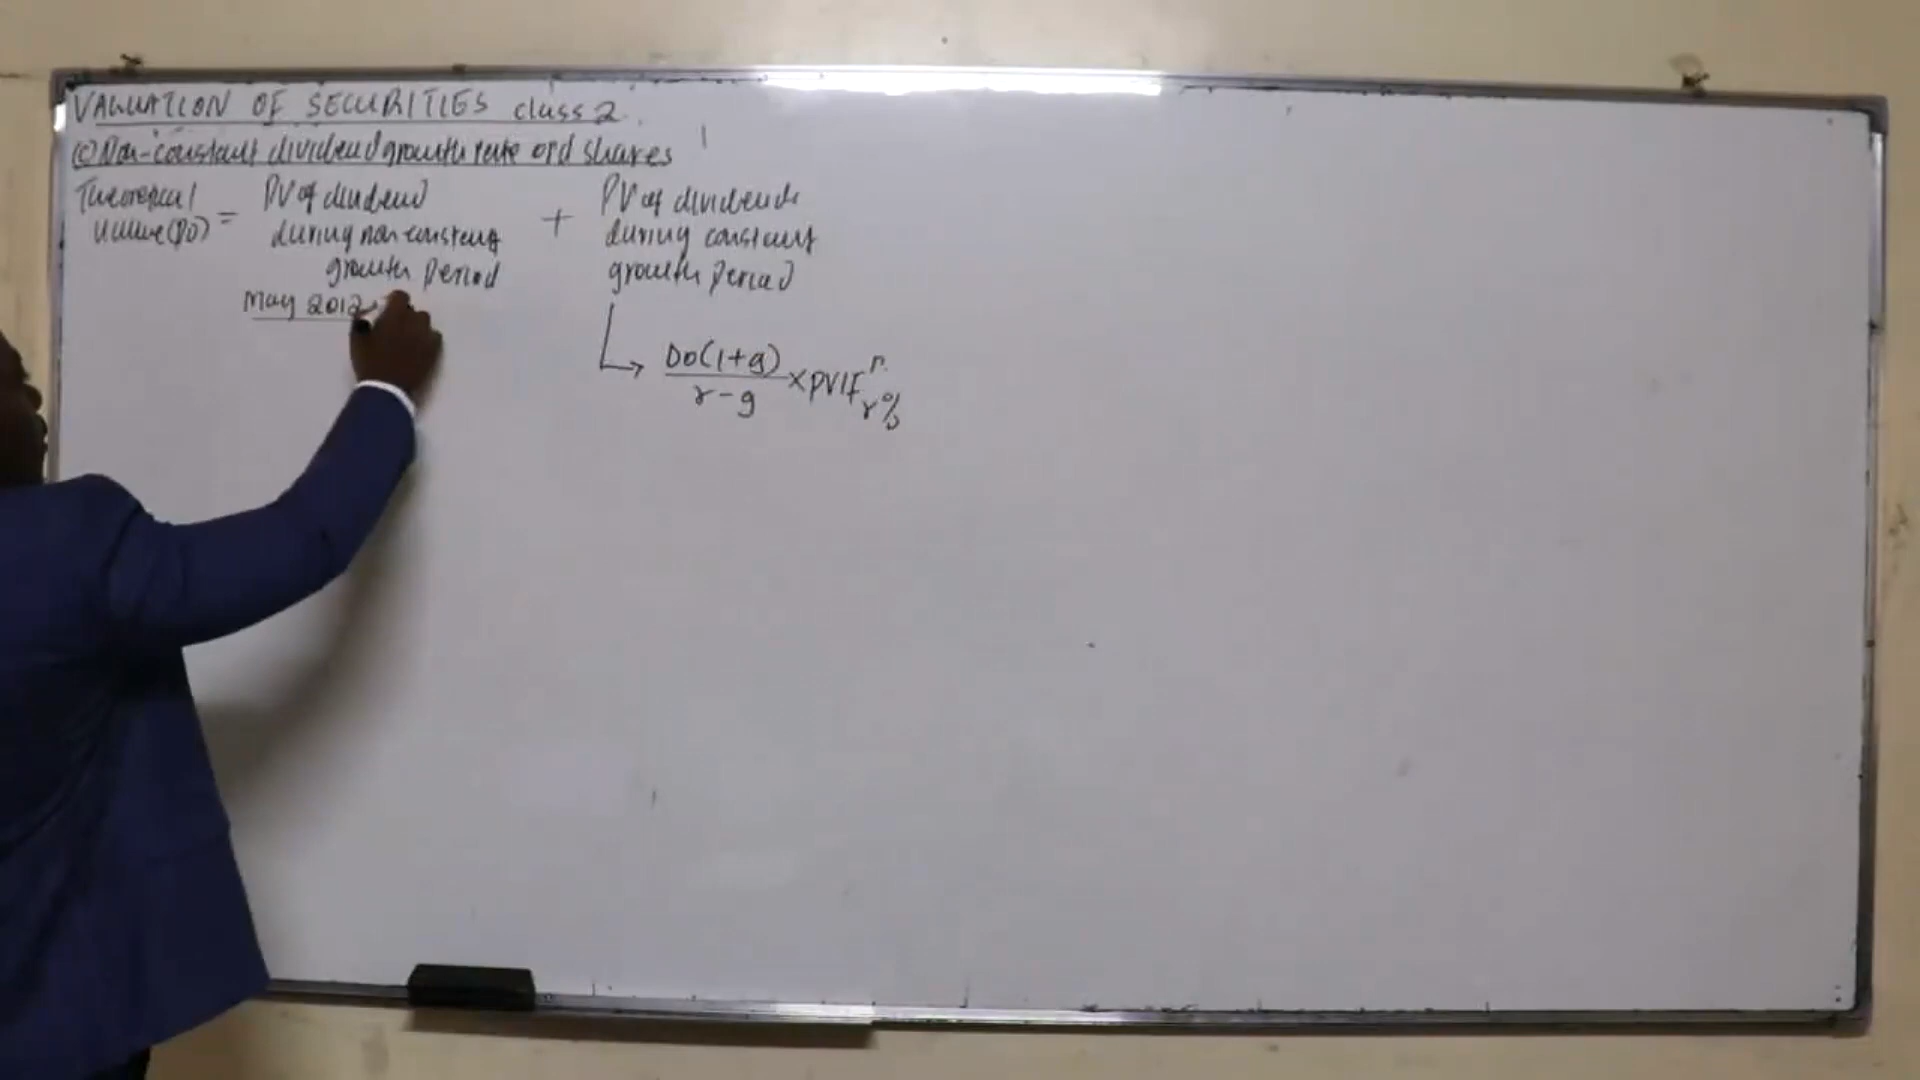 VALUATION OF SECURITIES class 2.
(c) Non-constant dividend growth rate ord shares
Theoretical value (P0) = PV of dividend during non constant growth period + PV of dividends during constant growth period
May 2012
D0(1+g) / r-g × PVIF n r%